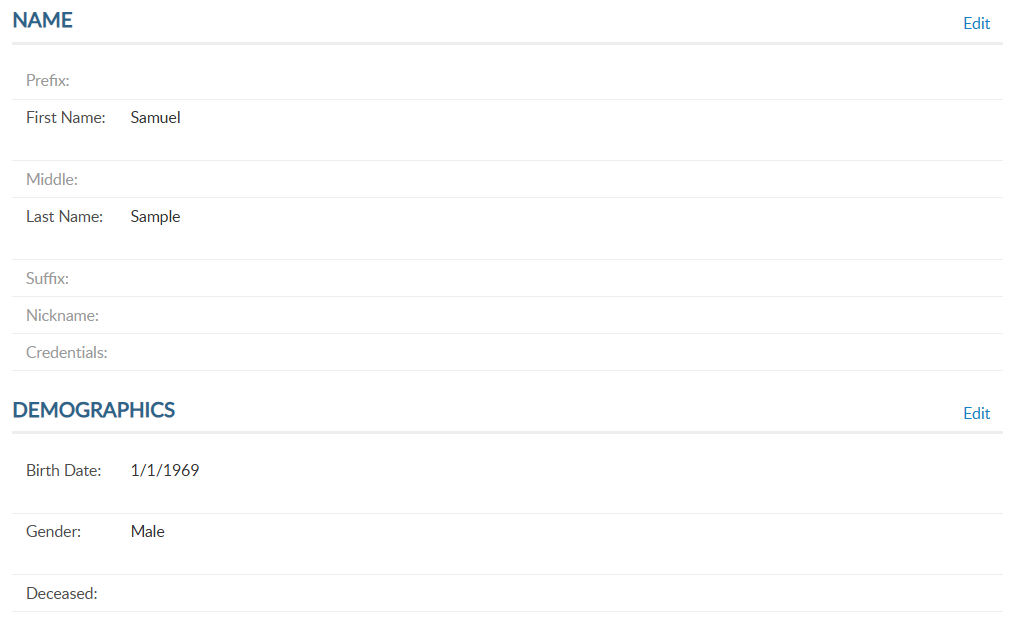 NAME
Edit
Prefix:
First Name: Samuel
Middle:
Last Name: Sample
Suffix:
Nickname:
Credentials:
DEMOGRAPHICS
Edit
Birth Date: 1/1/1969
Gender: Male
Deceased: